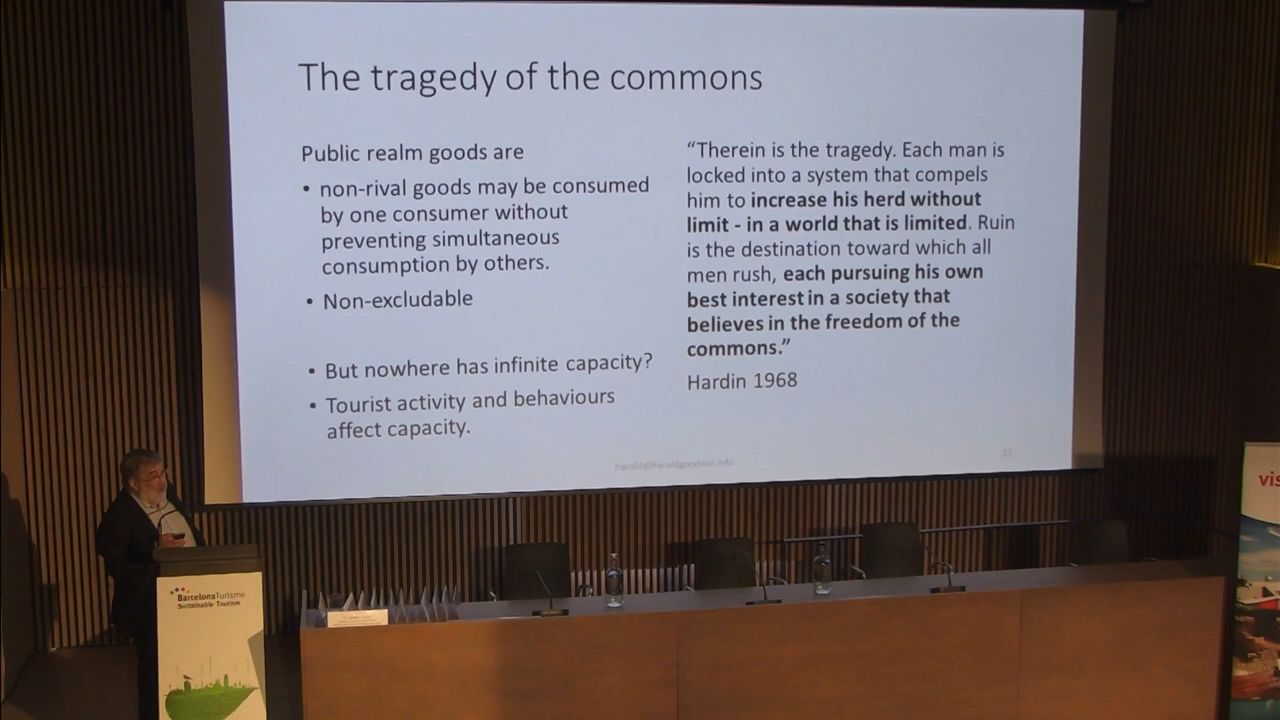 The tragedy of the commons
Public realm goods are
• non-rival goods may be consumed
by one consumer without
preventing simultaneous
consumption by others.
• Non-excludable
• But nowhere has infinite capacity?
• Tourist activity and behaviours
affect capacity.
“Therein is the tragedy. Each man is
locked into a system that compels
him to increase his herd without
limit - in a world that is limited. Ruin
is the destination toward which all
men rush, each pursuing his own
best interest in a society that
believes in the freedom of the
commons.”
Hardin 1968
harold@haroldgoodwin.info
BarcelonaTurisme
Sustainable Tourism
vis